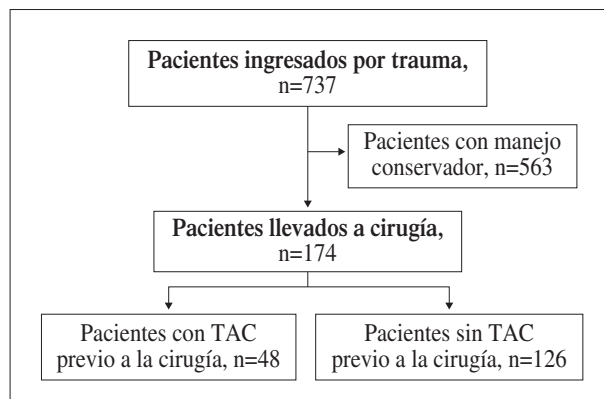 Pacientes ingresados por trauma,
n=737
Pacientes con manejo
conservador, n=563
Pacientes llevados a cirugía,
n=174
Pacientes con TAC
previo a la cirugía, n=48
Pacientes sin TAC
previo a la cirugía, n=126